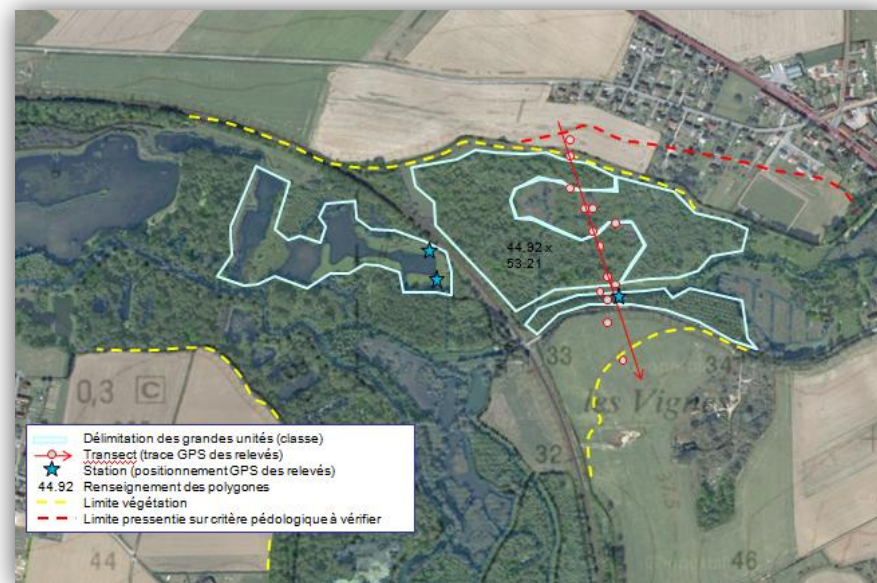 44.92 x
53.21
33
34
0,3 C
les Vignes
32
Délimitation des grandes unités (classe)
Transect (trace GPS des relevés)
Station (positionnement GPS des relevés)
44.92 Renseignement des polygones
Limite végétation
Limite pressentie sur critère pédologique à vérifier
44
46